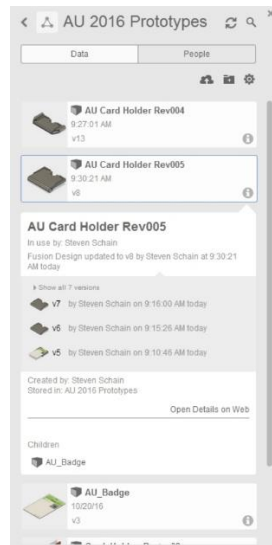 AU 2016 Prototypes
Data People
AU Card Holder Rev004
9:27:01 AM
v13
AU Card Holder Rev005
9:30:21 AM
v8
AU Card Holder Rev005
In use by: Steven Schain
Fusion Design updated to v8 by Steven Schain at 9:30:21
AM today
Show all 7 versions
v7 by Steven Schain on 9:16:00 AM today
v6 by Steven Schain on 9:15:26 AM today
v5 by Steven Schain on 9:10:46 AM today
Created by: Steven Schain
Stored in: AU 2016 Prototypes
Open Details on Web
Children
AU_Badge
AU_Badge
10/20/16
v3